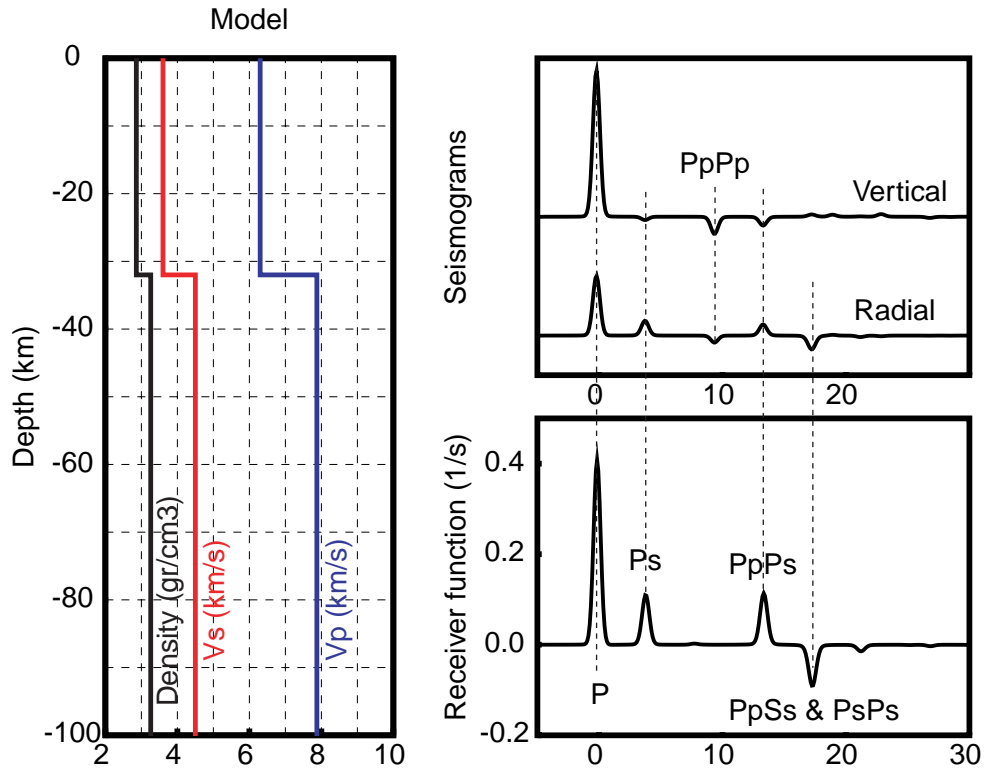 Model
0
-20
-40
-60
-80
-100
Depth (km)
2
4
6
8
10
Density (gr/cm3)
Vs (km/s)
Vp (km/s)
Seismograms
PpPp
Vertical
Radial
0
10
20
30
Receiver function (1/s)
0.4
0.2
0.0
-0.2
Ps
PpPs
P
PpSs & PsPs
0
10
20
30